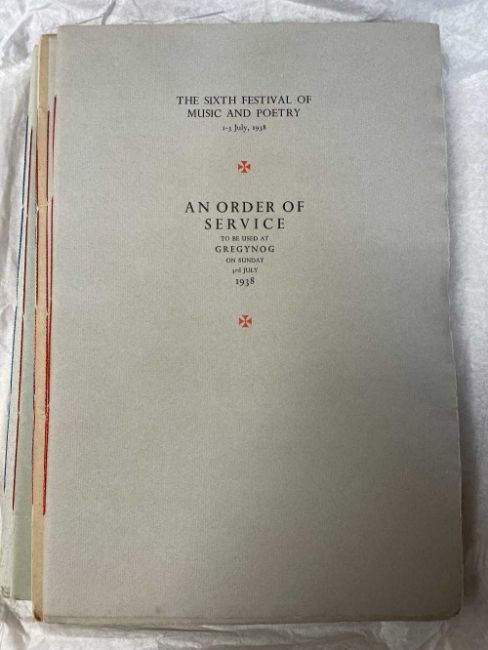 THE SIXTH FESTIVAL OF
MUSIC AND POETRY
1-3 July, 1938
AN ORDER OF
SERVICE
TO BE USED AT
GREGYNOG
ON SUNDAY
3rd JULY
1938